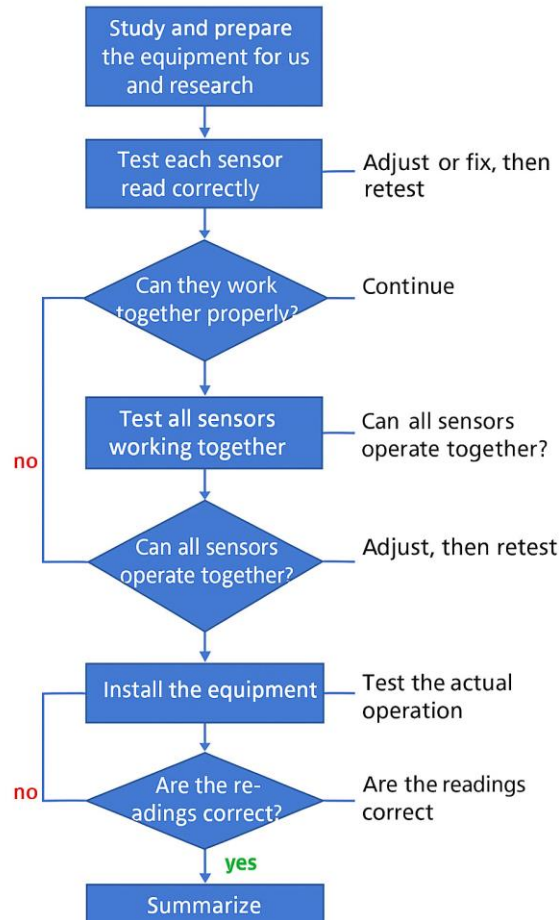 Study and prepare
the equipment for us
and research
Test each sensor
read correctly
Adjust or fix, then
retest
Can they work
together properly?
Continue
Test all sensors
working together
Can all sensors
operate together?
no
Can all sensors
operate together?
Adjust, then retest
Install the equipment
Test the actual
operation
Are the re-
adings correct?
Are the readings
correct
no
yes
Summarize